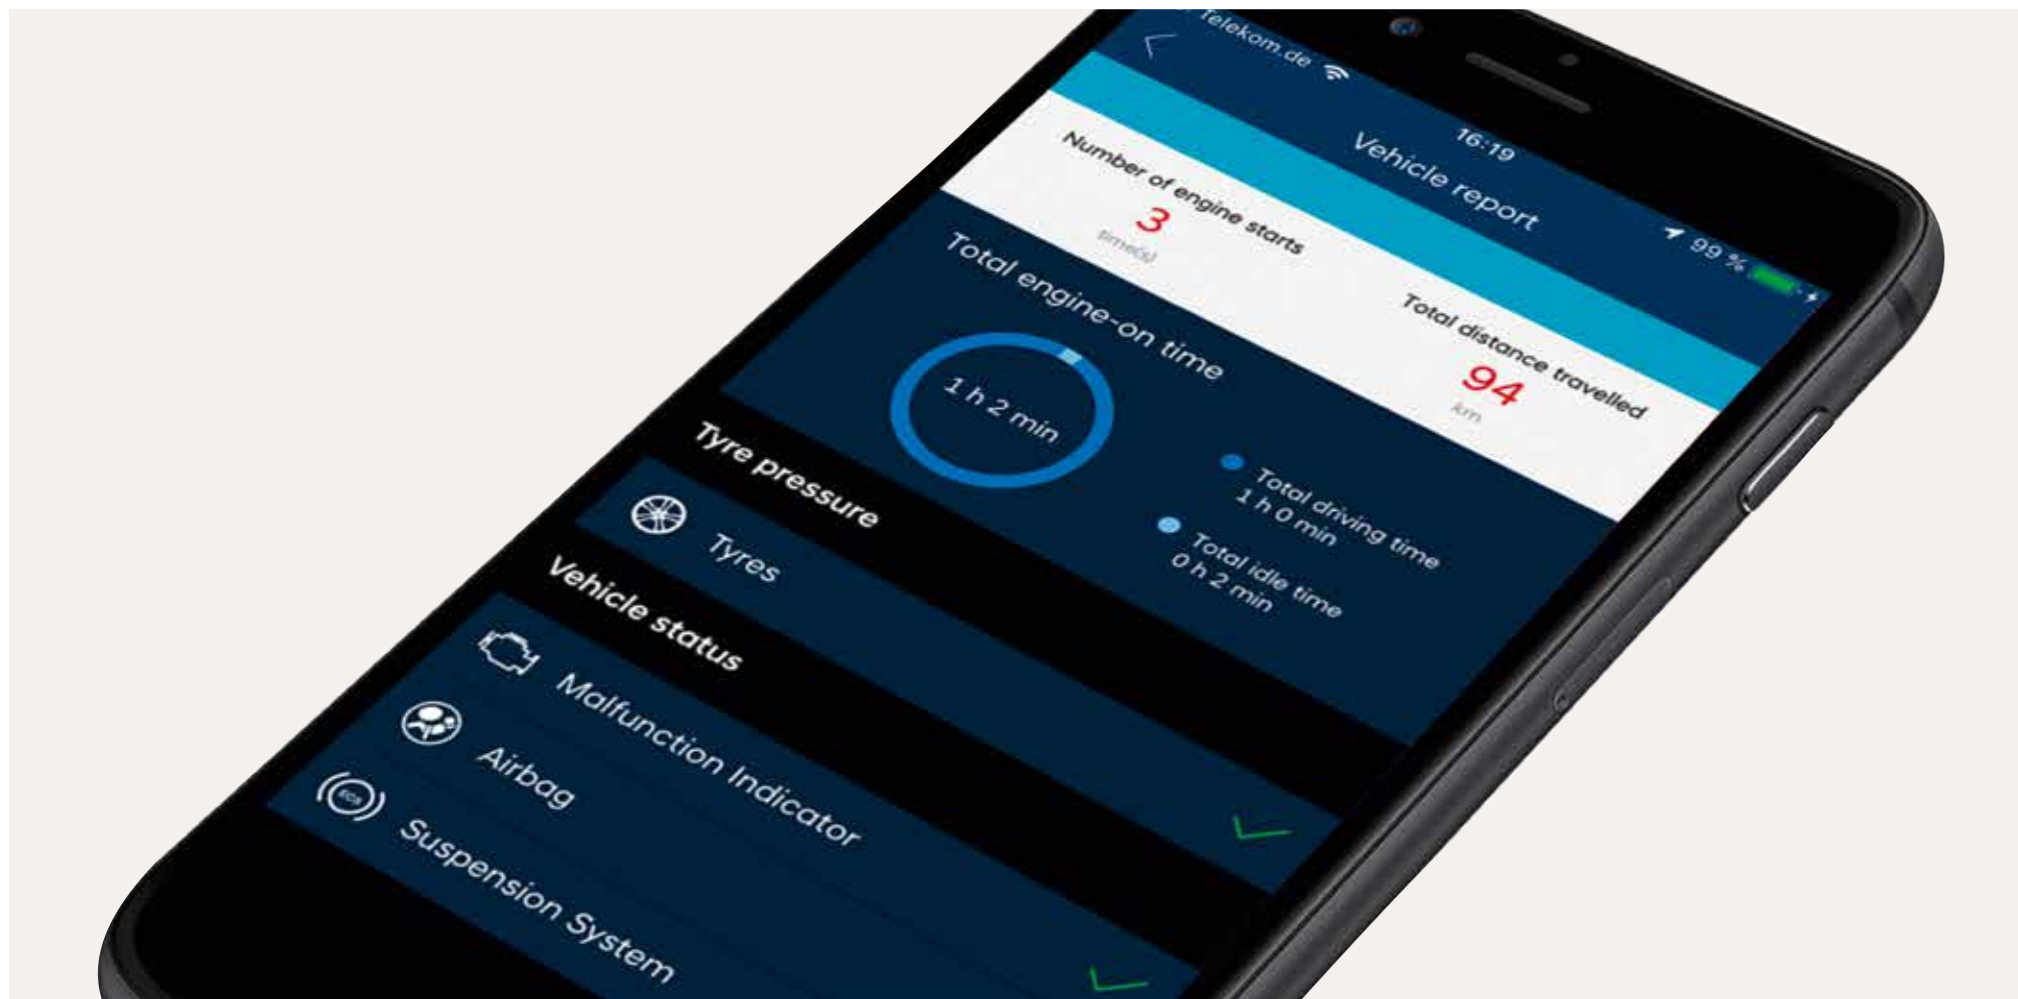 Telekom.de
16:19
99 %
Vehicle report
Number of engine starts
3
time(s)
Total distance travelled
94
km
Total engine-on time
1 h 2 min
Total driving time
1 h 0 min
Total idle time
0 h 2 min
Tyre pressure
Tyres
Vehicle status
Malfunction Indicator
Airbag
ECS
Suspension System